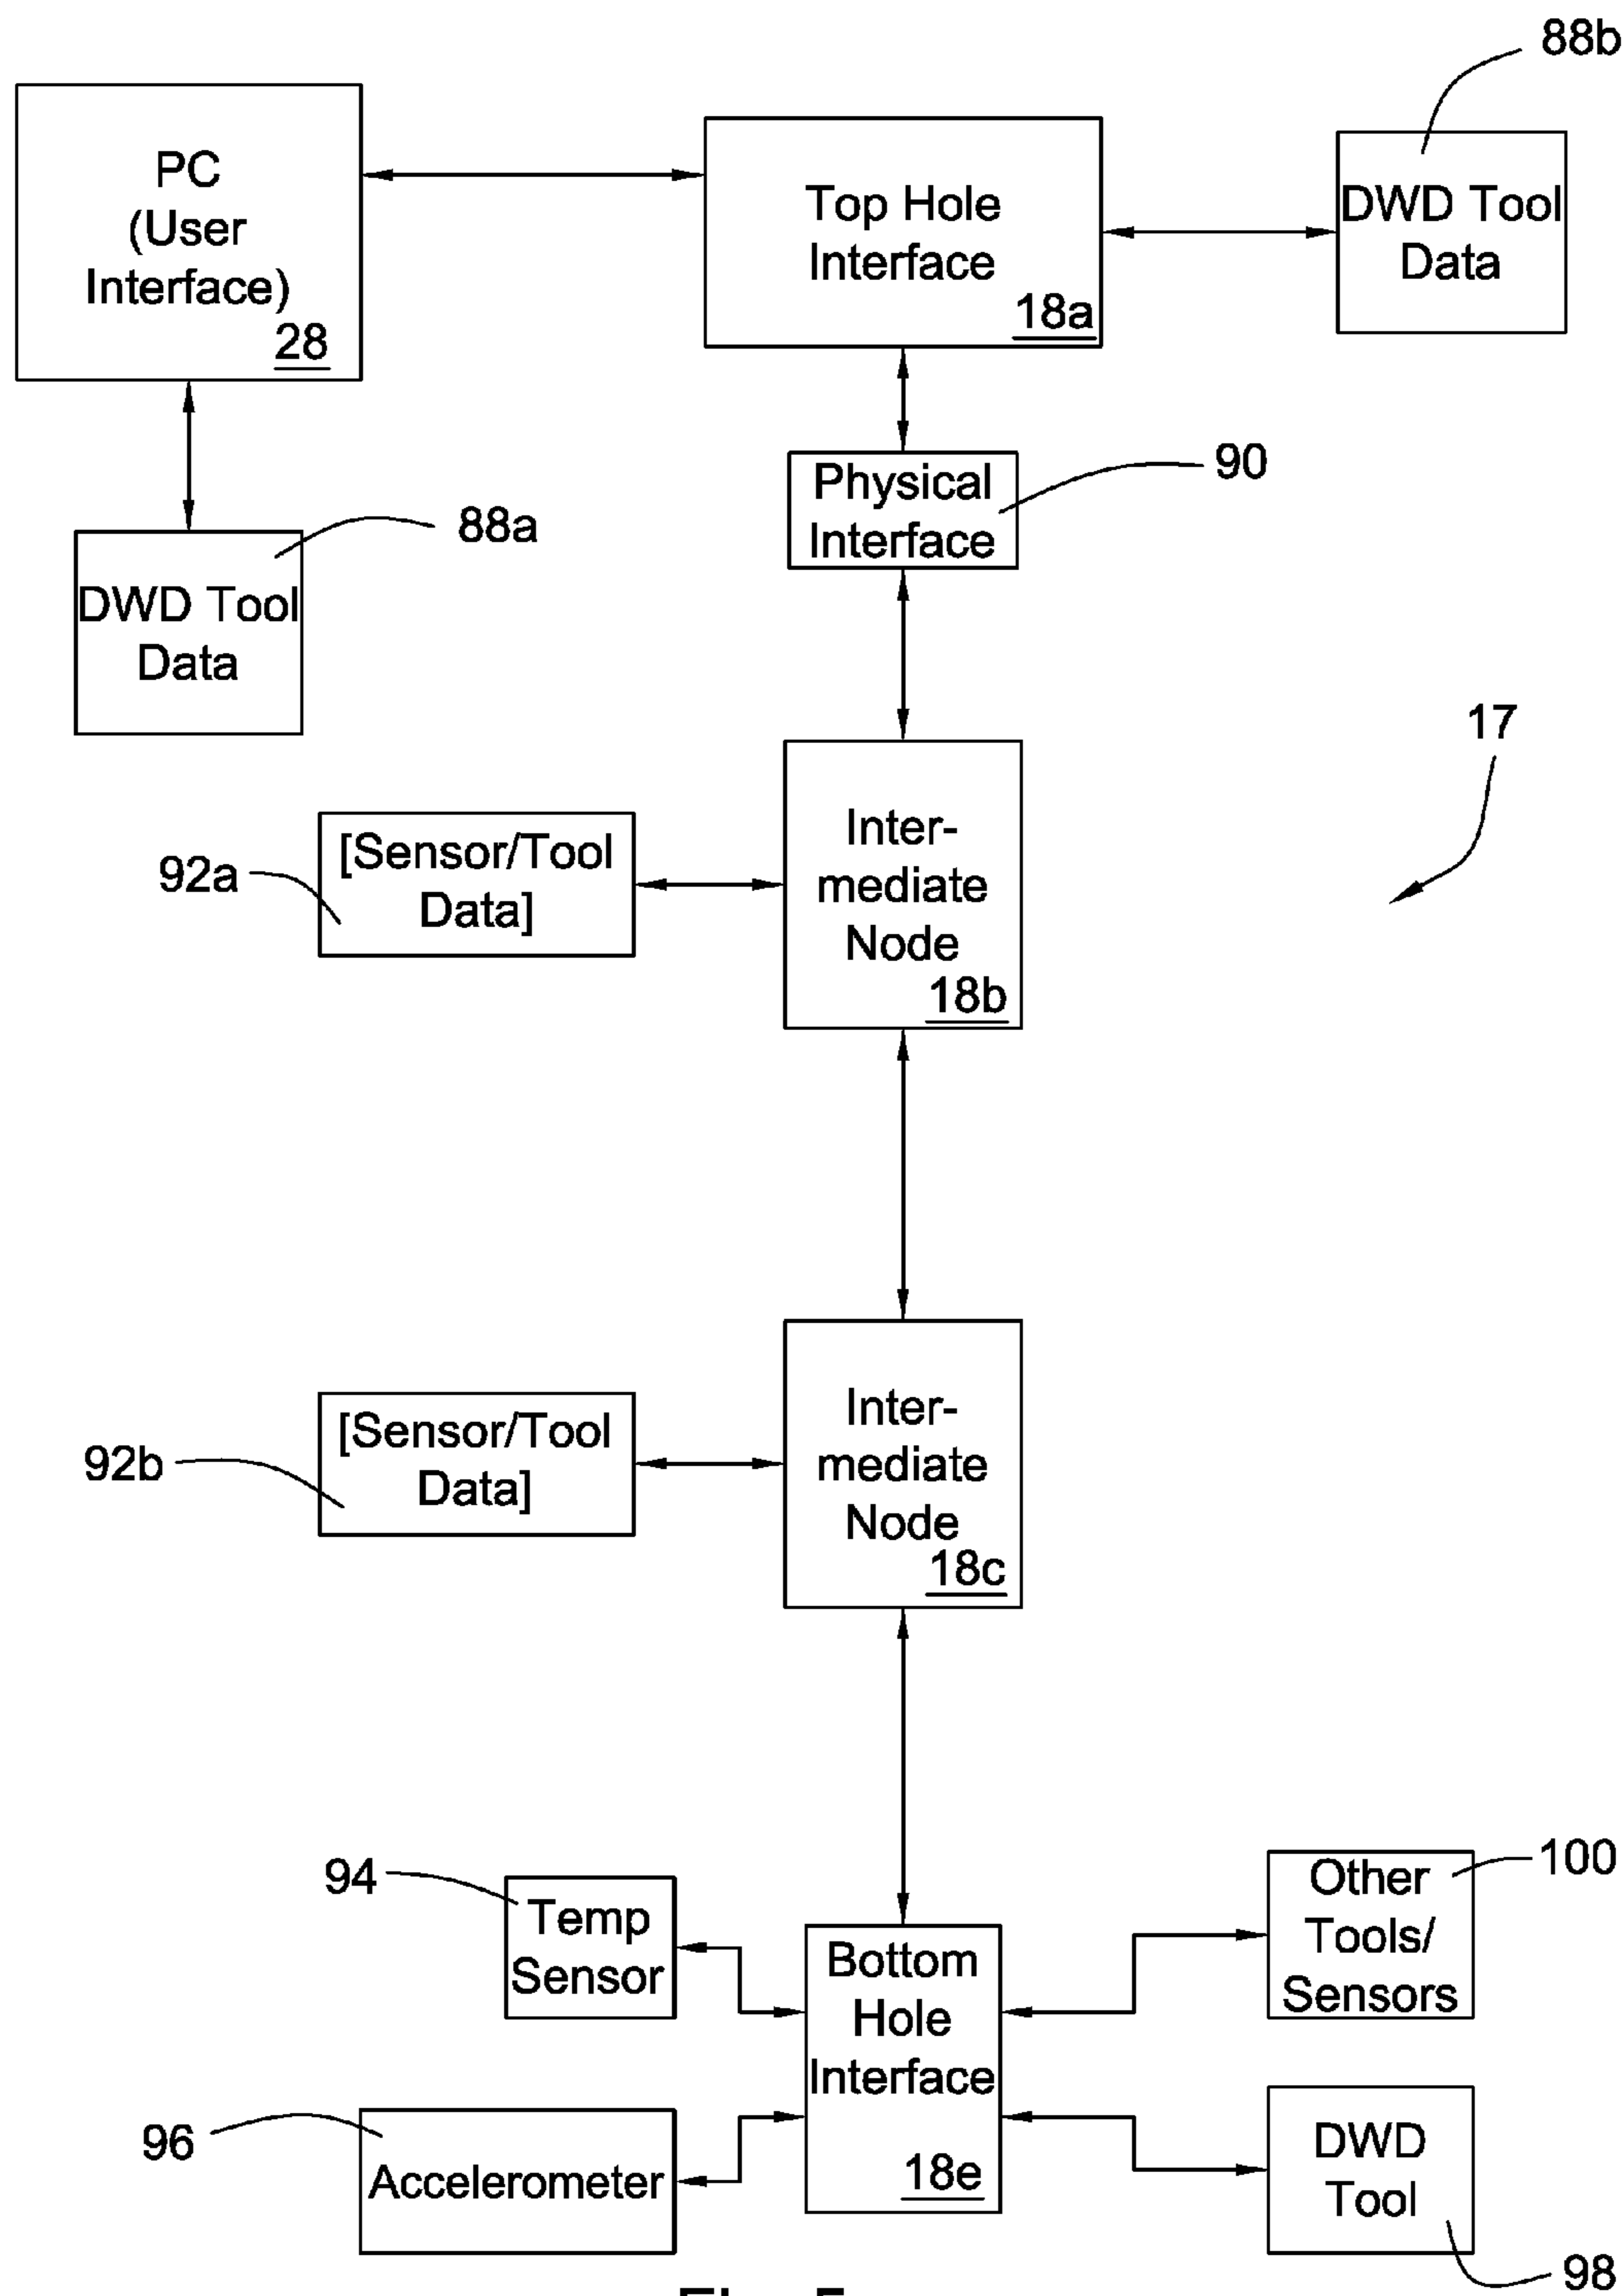 88b
PC
(User
Interface)
28
Top Hole
Interface
18a
DWD Tool
Data
Physical
Interface
90
88a
DWD Tool
Data
17
Inter-
mediate
Node
18b
[Sensor/Tool
Data]
92a
Inter-
mediate
Node
18c
[Sensor/Tool
Data]
92b
94
Temp
Sensor
Bottom
Hole
Interface
18e
Other
Tools/
Sensors
100
96
Accelerometer
DWD
Tool
98